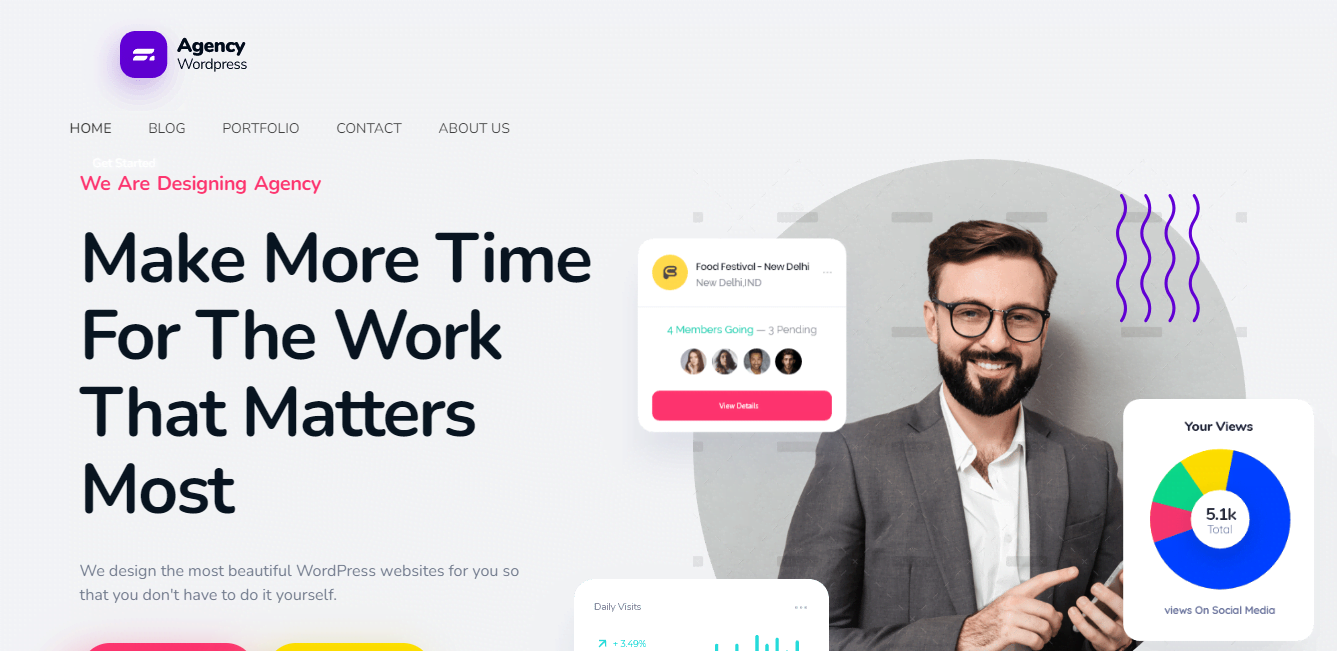 Agency
Wordpress
HOME BLOG PORTFOLIO CONTACT ABOUT US
Get Started
We Are Designing Agency
Make More Time
For The Work
That Matters
Most
We design the most beautiful WordPress websites for you so
that you don't have to do it yourself.
Food Festival - New Delhi
New Delhi,IND
4 Members Going — 3 Pending
View Details
Your Views
5.1k
Total
views On Social Media
Daily Visits
+ 3,49%